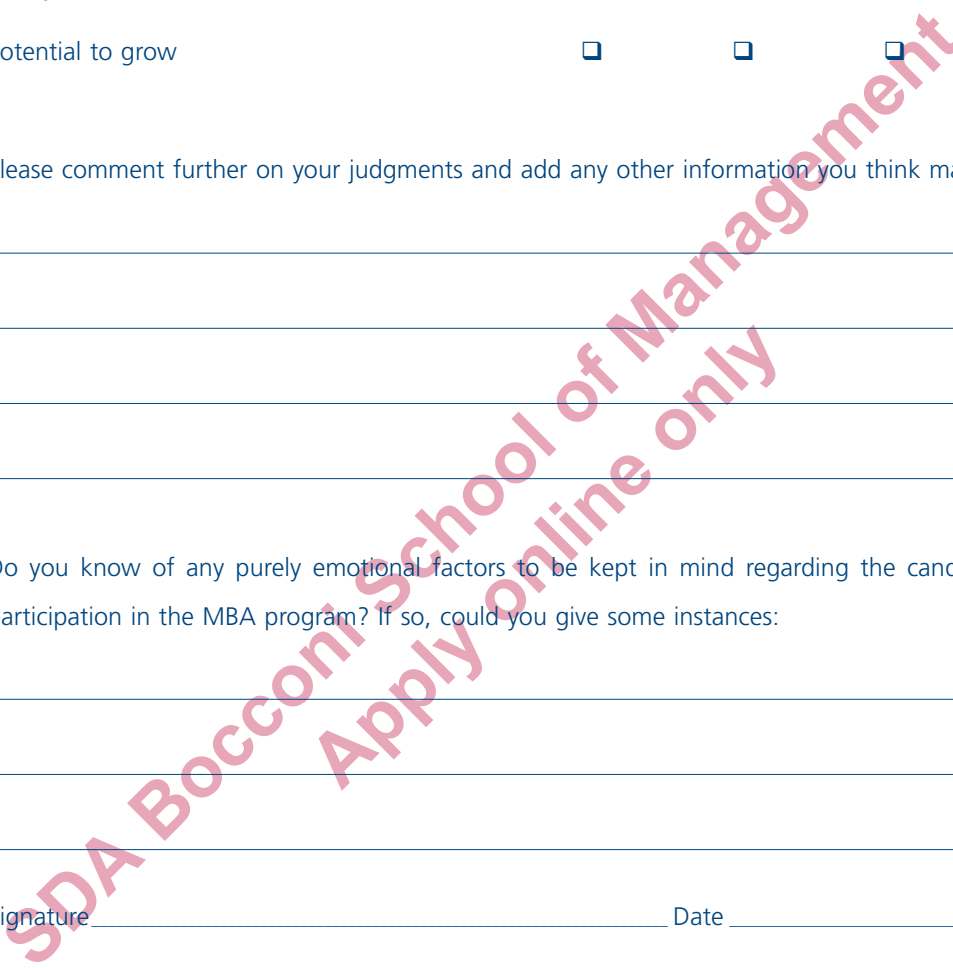 otential to grow ❑ ❑ ❑
lease comment further on your judgments and add any other information you think ma
Do you know of any purely emotional factors to be kept in mind regarding the cand
articipation in the MBA program? If so, could you give some instances:
ignature Date
SDA Bocconi School of Management
Apply online only